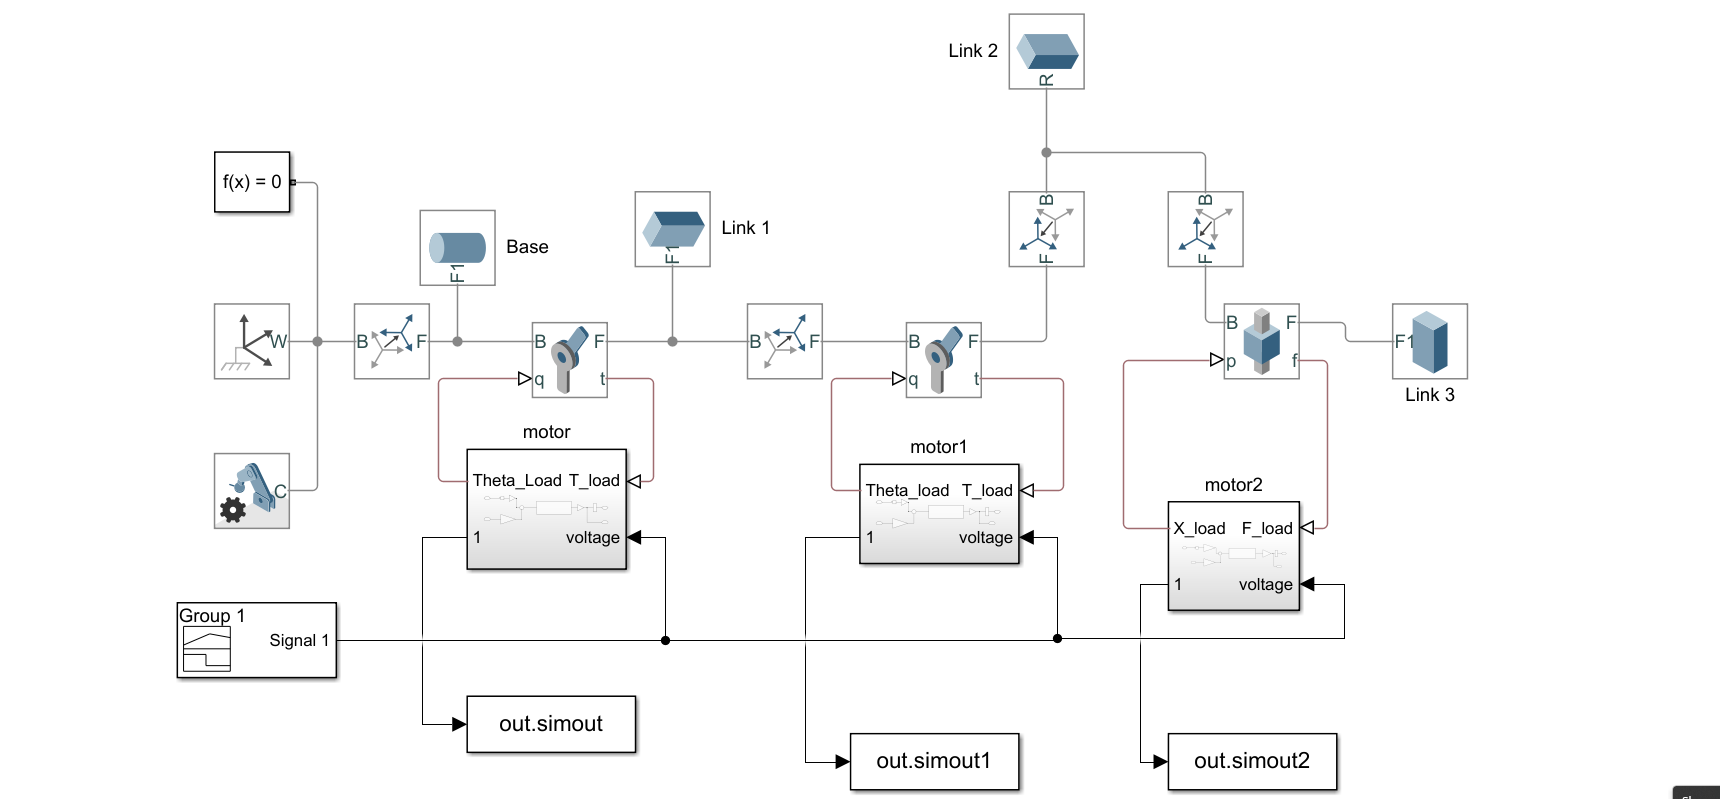 Link 2
R
f(x) = 0
B
B
Base
Link 1
F1
F1
F
F
W
B
F
B
F
B
F
B
F
B
F
F1
q
t
q
t
p
f
Link 3
motor
motor1
motor2
Theta_Load
T_load
Theta_load
T_load
C
X_load
F_load
1
voltage
1
voltage
1
voltage
Group 1
Signal 1
out.simout
out.simout1
out.simout2